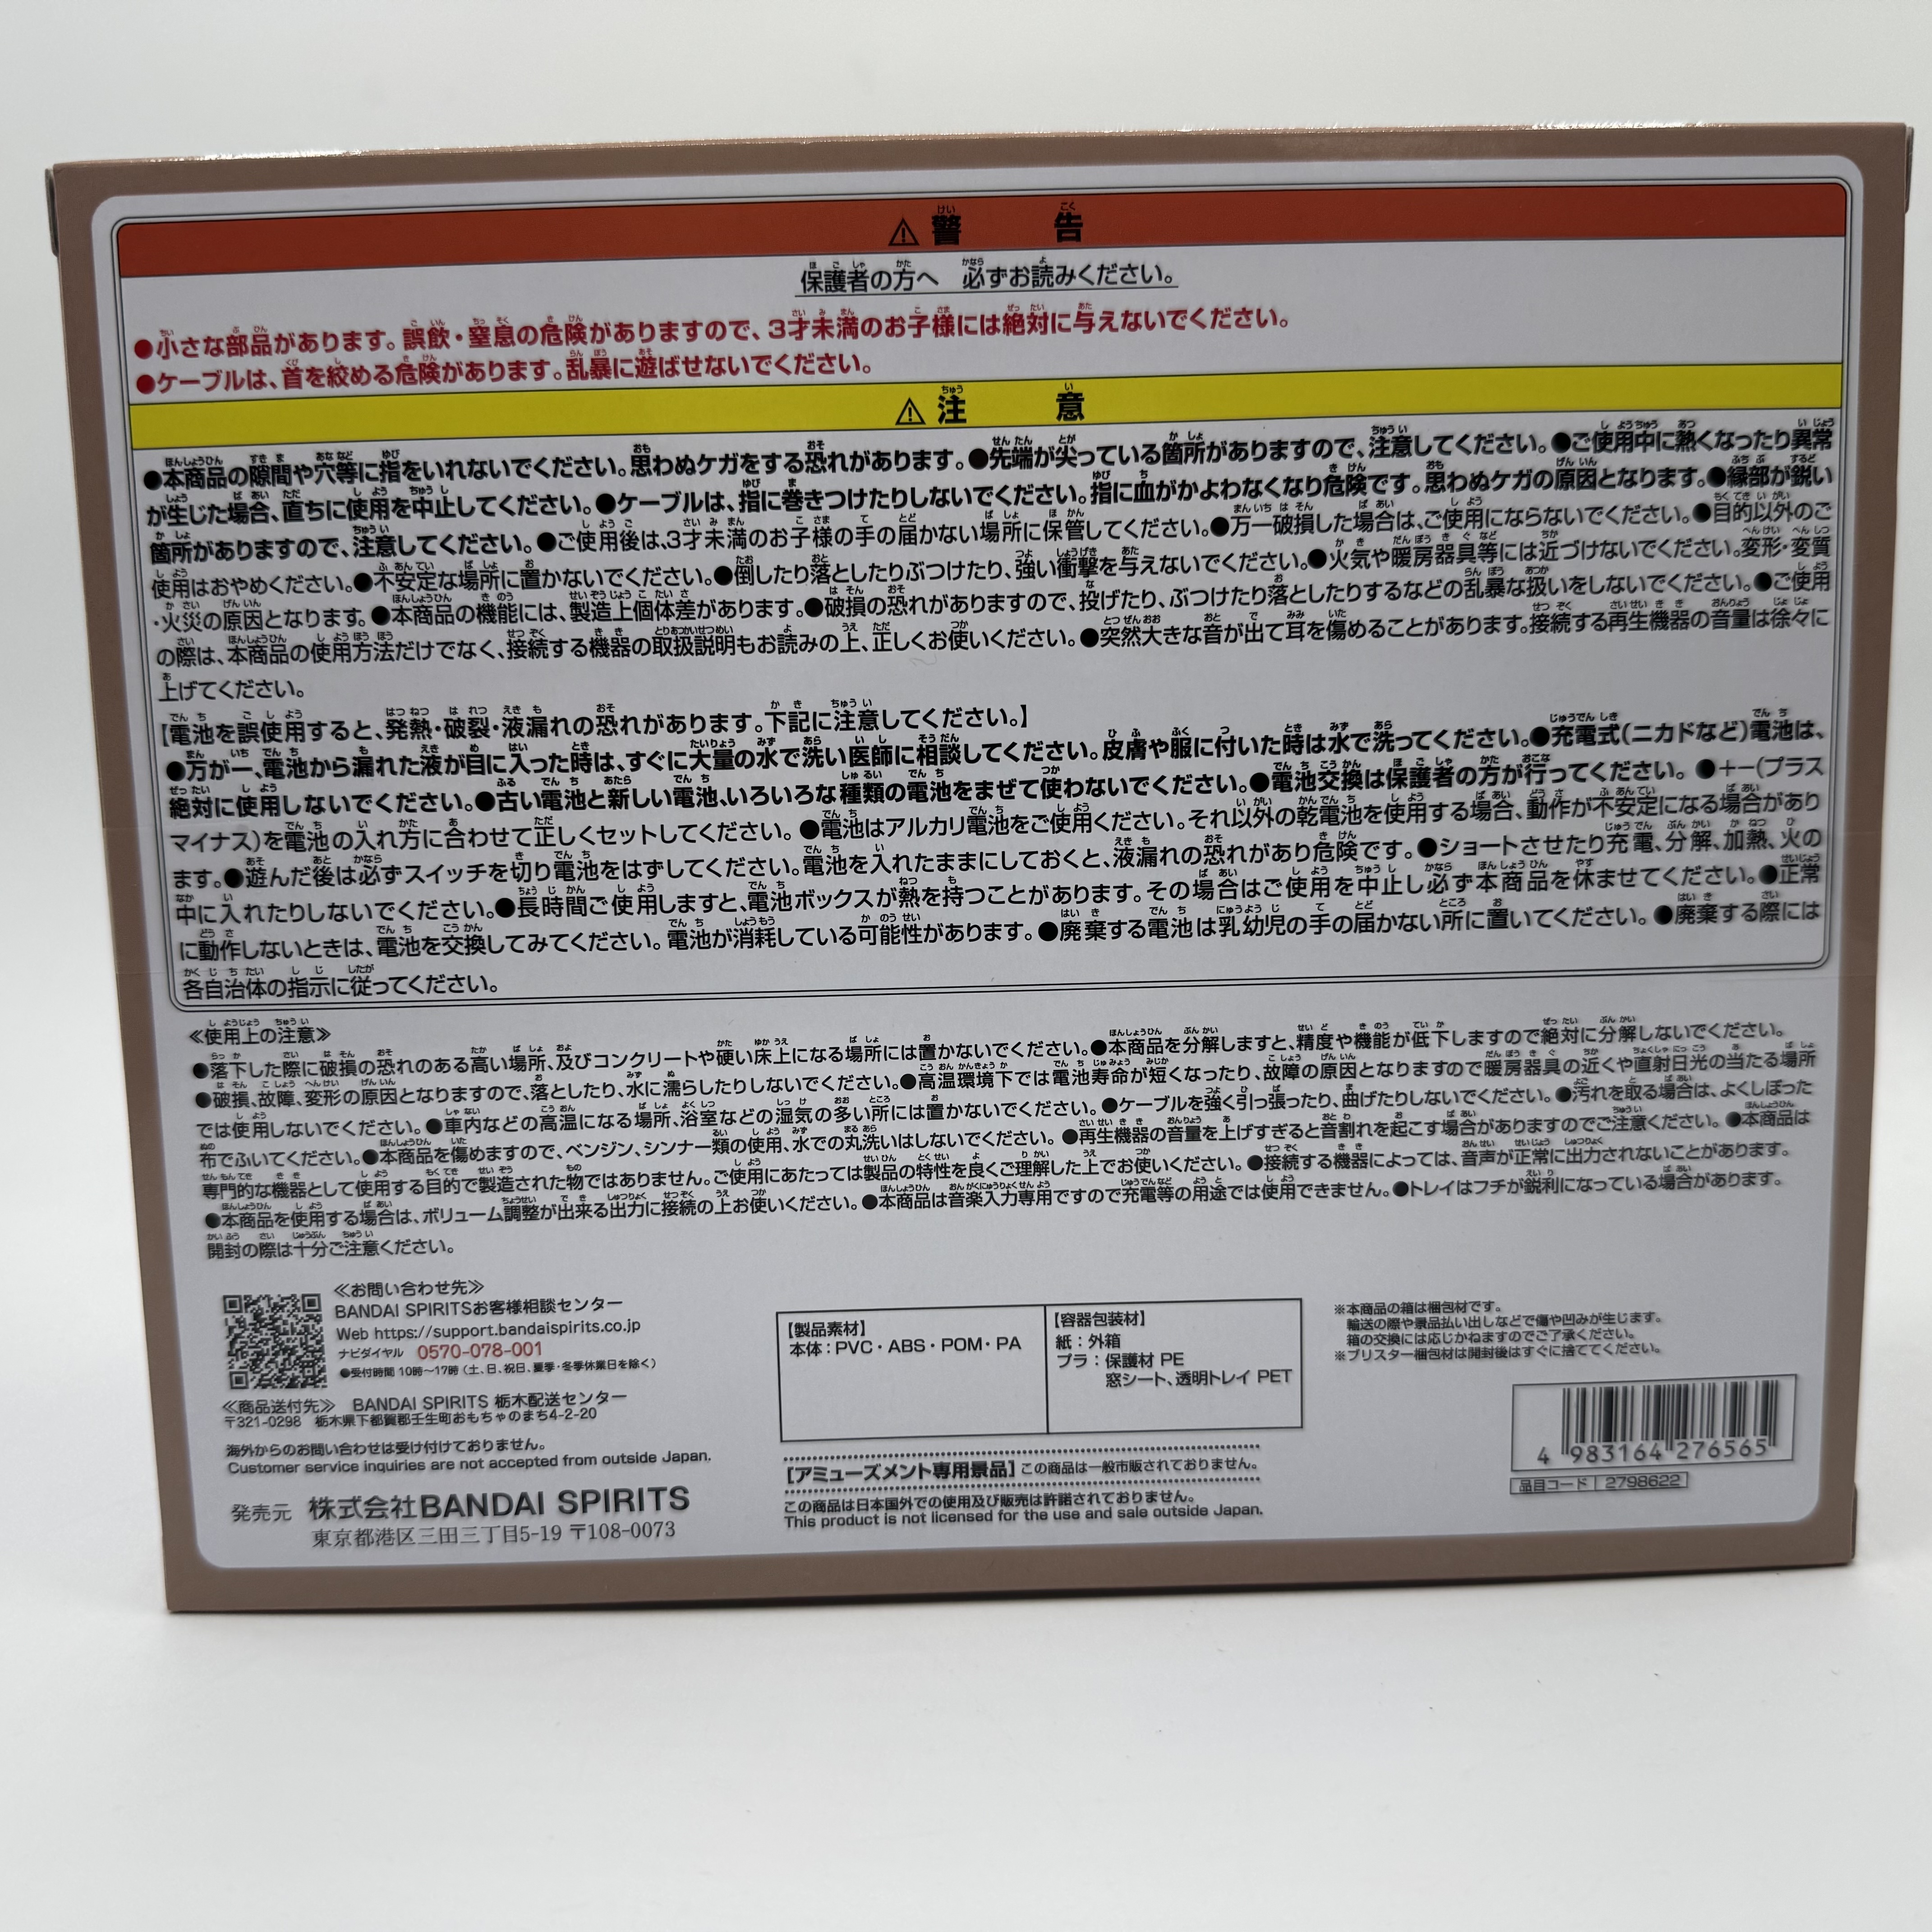 ⚠警 告
保護者の方へ 必ずお読みください。
●小さな部品があります。誤飲・窒息の危険がありますので、3才未満のお子様には絶対に与えないでください。
●ケーブルは、首を絞める危険があります。乱暴に遊ばせないでください。
⚠注 意
●本商品の隙間や穴等に指をいれないでください。思わぬケガをする恐れがあります。●先端が尖っている箇所がありますので、注意してください。●ご使用中に熱くなったり異常
が生じた場合、直ちに使用を中止してください。●ケーブルは、指に巻きつけたりしないでください。指に血がかよわなくなり危険です。思わぬケガの原因となります。●縁部が鋭い
箇所がありますので、注意してください。●ご使用後は、3才未満のお子様の手の届かない場所に保管してください。●万一破損した場合は、ご使用にならないでください。●目的以外のご
使用はおやめください。●不安定な場所に置かないでください。●倒したり落としたりぶつけたり、強い衝撃を与えないでください。●火気や暖房器具等には近づけないでください。変形・変質
・火災の原因となります。●本商品の機能には、製造上個体差があります。●破損の恐れがありますので、投げたり、ぶつけたり落としたりするなどの乱暴な扱いをしないでください。●ご使用
の際は、本商品の使用方法だけでなく、接続する機器の取扱説明もお読みの上、正しくお使いください。●突然大きな音が出て耳を傷めることがあります。接続する再生機器の音量は徐々に
上げてください。
【電池を誤使用すると、発熱・破裂・液漏れの恐れがあります。下記に注意してください。】
●万が一、電池から漏れた液が目に入った時は、すぐに大量の水で洗い医師に相談してください。皮膚や服に付いた時は水で洗ってください。●充電式(ニカドなど)電池は、
絶対に使用しないでください。●古い電池と新しい電池、いろいろな種類の電池をまぜて使わないでください。●電池交換は保護者の方が行ってください。●+−(プラス
マイナス)を電池の入れ方に合わせて正しくセットしてください。●電池はアルカリ電池をご使用ください。それ以外の乾電池を使用する場合、動作が不安定になる場合があり
ます。●遊んだ後は必ずスイッチを切り電池をはずしてください。電池を入れたままにしておくと、液漏れの恐れがあり危険です。●ショートさせたり充電、分解、加熱、火の
中に入れたりしないでください。●長時間ご使用しますと、電池ボックスが熱を持つことがあります。その場合はご使用を中止し必ず本商品を休ませてください。●正常
に動作しないときは、電池を交換してみてください。電池が消耗している可能性があります。●廃棄する電池は乳幼児の手の届かない所に置いてください。●廃棄する際には
各自治体の指示に従ってください。
≪使用上の注意≫
●落下した際に破損の恐れのある高い場所、及びコンクリートや硬い床上になる場所には置かないでください。●本商品を分解しますと、精度や機能が低下しますので絶対に分解しないでください。
●破損、故障、変形の原因となりますので、落としたり、水に濡らしたりしないでください。●高温環境下では電池寿命が短くなったり、故障の原因となりますので暖房器具の近くや直射日光の当たる場所
では使用しないでください。●車内などの高温になる場所、浴室などの湿気の多い所には置かないでください。●ケーブルを強く引っ張ったり、曲げたりしないでください。●汚れを取る場合は、よくしぼった
布でふいてください。●本商品を傷めますので、ベンジン、シンナー類の使用、水での丸洗いはしないでください。●再生機器の音量を上げすぎると音割れを起こす場合がありますのでご注意ください。●本商品は
専門的な機器として使用する目的で製造された物ではありません。ご使用にあたっては製品の特性を良くご理解した上でお使いください。●接続する機器によっては、音声が正常に出力されないことがあります。
●本商品を使用する場合は、ボリューム調整が出来る出力に接続の上お使いください。●本商品は音楽入力専用ですので充電等の用途では使用できません。●トレイはフチが鋭利になっている場合があります。
開封の際は十分ご注意ください。
≪お問い合わせ先≫
BANDAI SPIRITSお客様相談センター
Web https://support.bandaispirits.co.jp
ナビダイヤル 0570-078-001
●受付時間 10時〜17時(土、日、祝日、夏季・冬季休業日を除く)
≪商品送付先≫ BANDAI SPIRITS 栃木配送センター
〒321-0298 栃木県下都賀郡壬生町おもちゃのまち4-2-20
海外からのお問い合わせは受け付けておりません。
Customer service inquiries are not accepted from outside Japan.
発売元 株式会社BANDAI SPIRITS
東京都港区三田三丁目5-19 〒108-0073
【製品素材】
本体:PVC・ABS・POM・PA
【容器包装材】
紙:外箱
プラ:保護材 PE
窓シート、透明トレイ PET
【アミューズメント専用景品】この商品は一般市販されておりません。
この商品は日本国外での使用及び販売は許諾されておりません。
This product is not licensed for the use and sale outside Japan.
※本商品の箱は梱包材です。
輸送の際や景品払い出しなどで傷や凹みが生じます。
箱の交換には応じかねますのでご了承ください。
※ブリスター梱包材は開封後はすぐに捨ててください。
4 983164 276565
品目コード 2798622